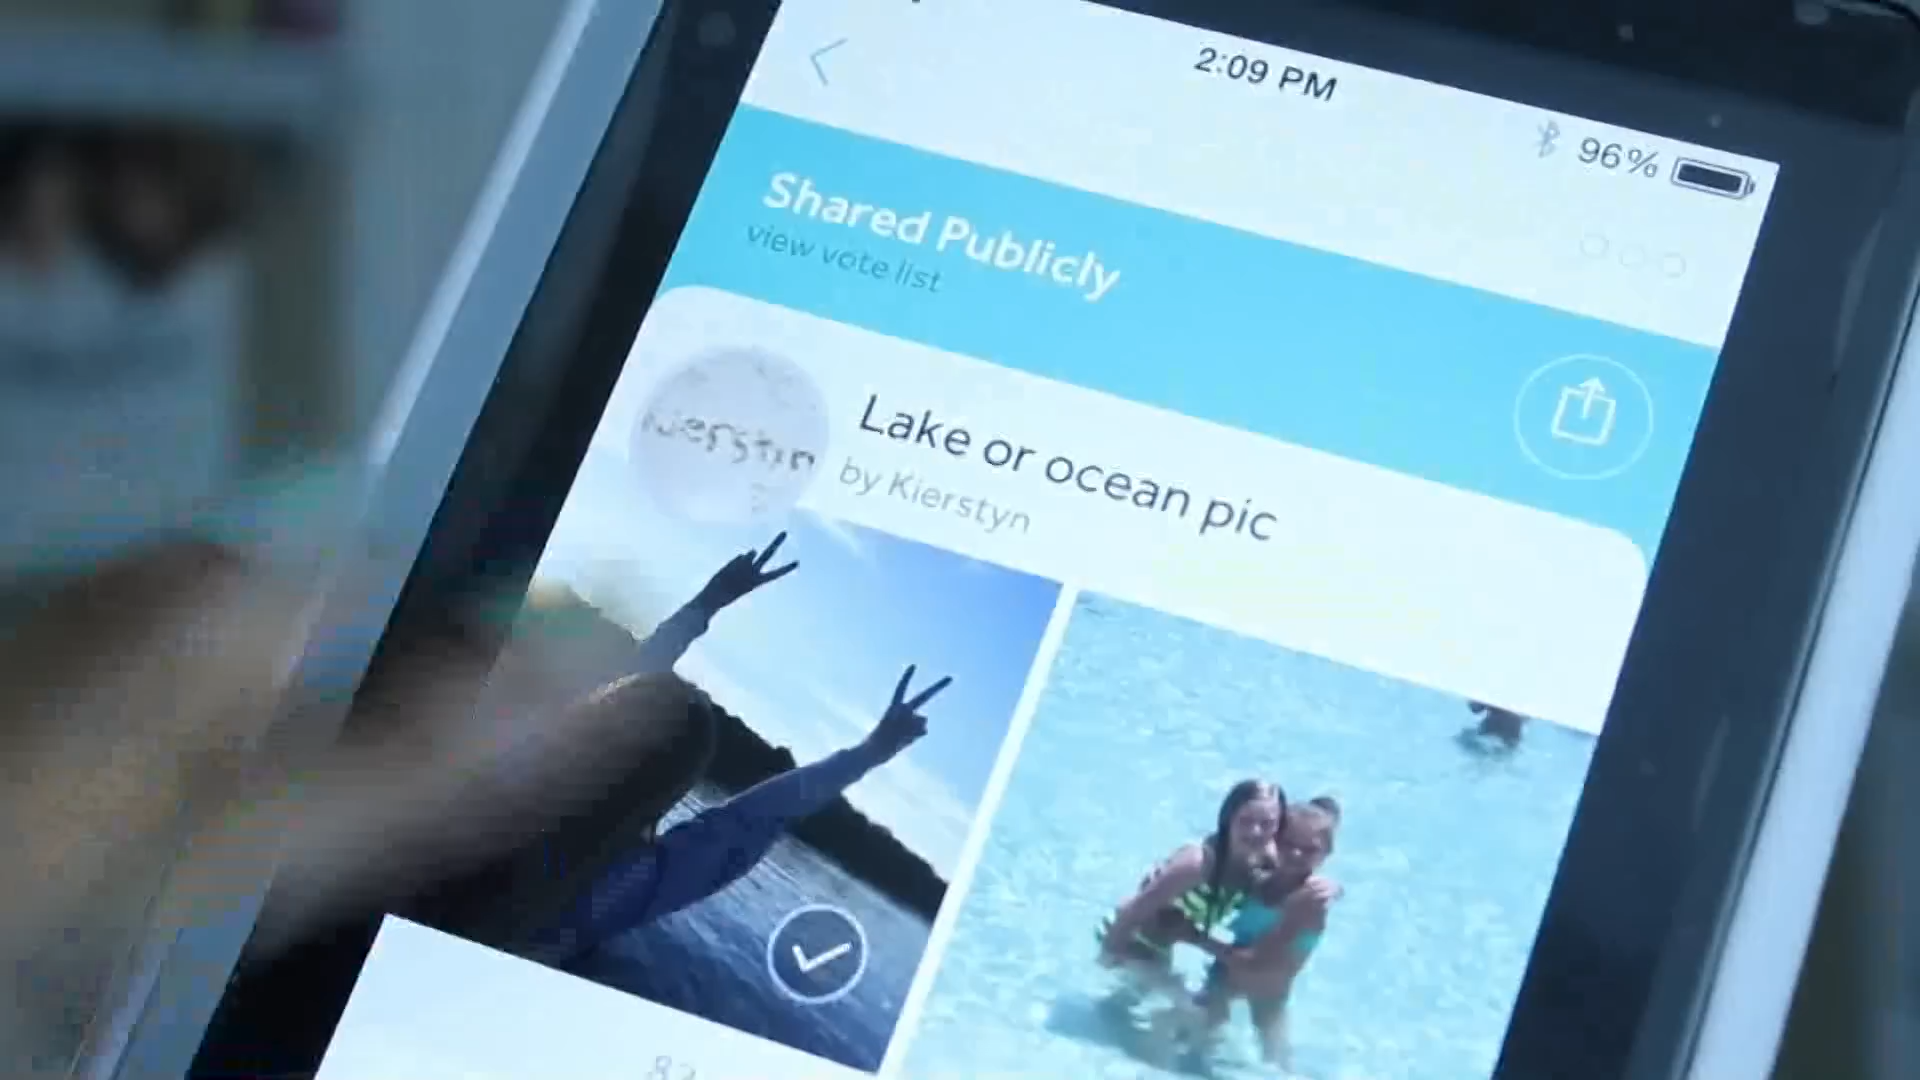 2:09 PM
96%
Shared Publicly
view vote list
Kierstyn
Lake or ocean pic
by Kierstyn